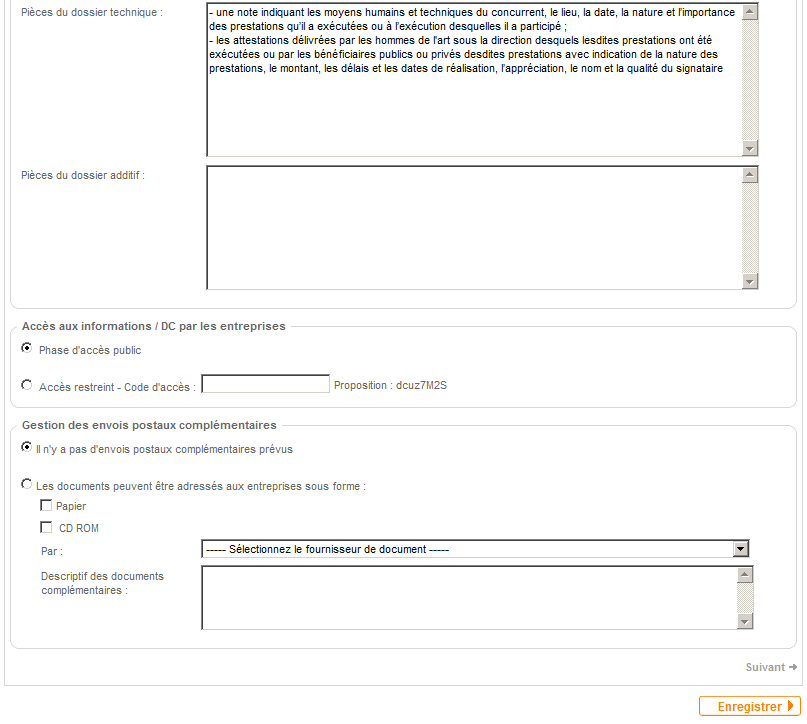 Pièces du dossier technique :
- une note indiquant les moyens humains et techniques du concurrent, le lieu, la date, la nature et l'importance
des prestations qu'il a exécutées ou à l'exécution desquelles il a participé ;
- les attestations délivrées par les hommes de l'art sous la direction desquels lesdites prestations ont été
exécutées ou par les bénéficiaires publics ou privés desdites prestations avec indication de la nature des
prestations, le montant, les délais et les dates de réalisation, l'appréciation, le nom et la qualité du signataire
Pièces du dossier additif :
Accès aux informations / DC par les entreprises
Phase d'accès public
Accès restreint - Code d'accès : Proposition : dcuz7M2S
Gestion des envois postaux complémentaires
Il n'y a pas d'envois postaux complémentaires prévus
Les documents peuvent être adressés aux entreprises sous forme :
Papier
CD ROM
Par : ----- Sélectionnez le fournisseur de document -----
Descriptif des documents
complémentaires :
Suivant
Enregistrer